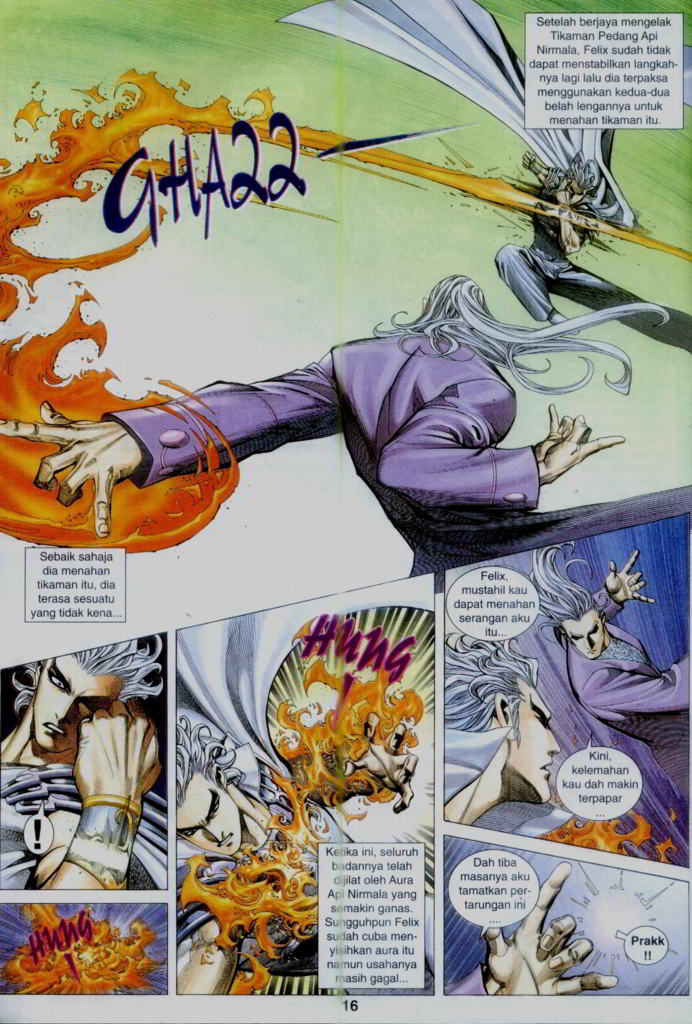 Setelah berjaya mengelak
Tikaman Pedang Api
Nirmala, Felix sudah tidak
dapat menstabilkan langkah-
nya lagi lalu dia terpaksa
menggunakan kedua-dua
belah lengannya untuk
menahan tikaman itu.
GHAZZ
Sebaik sahaja
dia menahan
tikaman itu, dia
terasa sesuatu
yang tidak kena...
!
HUNG
!
HUNG
!
Ketika ini, seluruh
badannya telah
dijilat oleh Aura
Api Nirmala yang
semakin ganas.
Sungguhpun Felix
sudah cuba men-
yisihkan aura itu
namun usahanya
masih gagal...
Felix,
mustahil kau
dapat menahan
serangan aku
itu...
Kini,
kelemahan
kau dah makin
terpapar
...
Dah tiba
masanya aku
tamatkan per-
tarungan ini
....
Prakk
!!
16